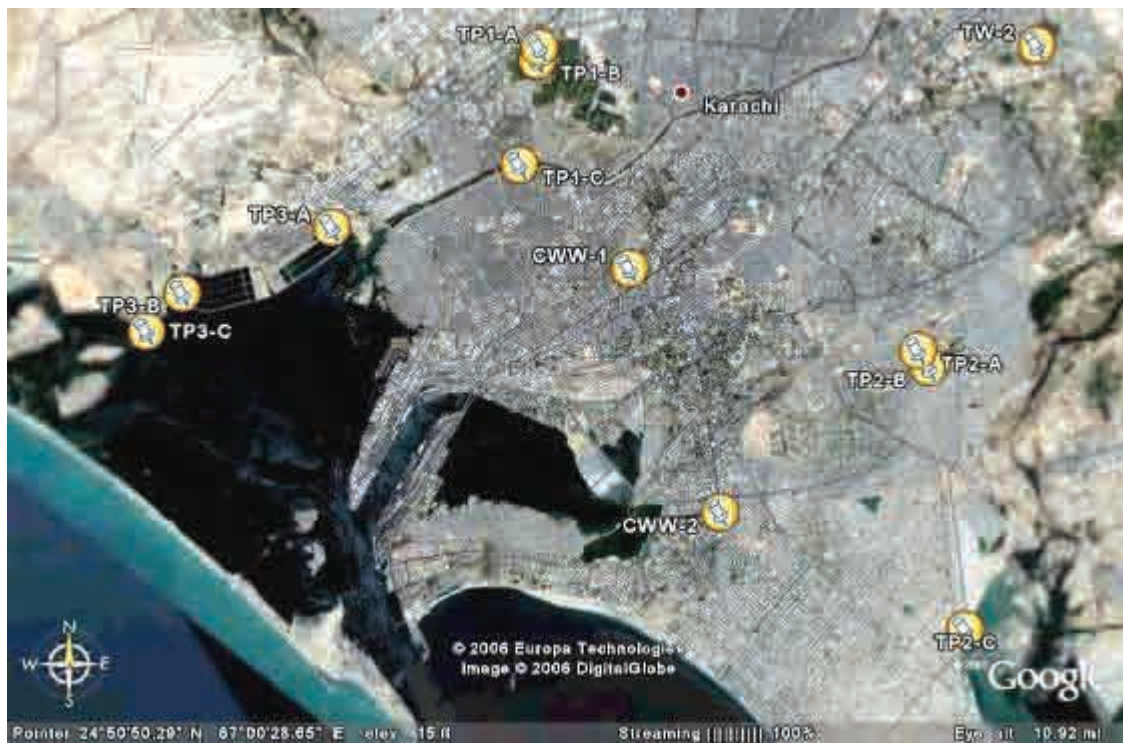 TP1-A
TW-2
TP1-B
Karachi
TP1-C
TP3-A
CWW-1
TP3-B
TP3-C
TP2-A
TP2-B
CWW-2
N
W E
S
TP2-C
© 2006 Europa Technologies
Image © 2006 DigitalGlobe
Google
Pointer 24°50'50.29" N 67°00'28.65" E elev 15 ft Streaming |||||||||| 100% Eye alt 10.92 mi